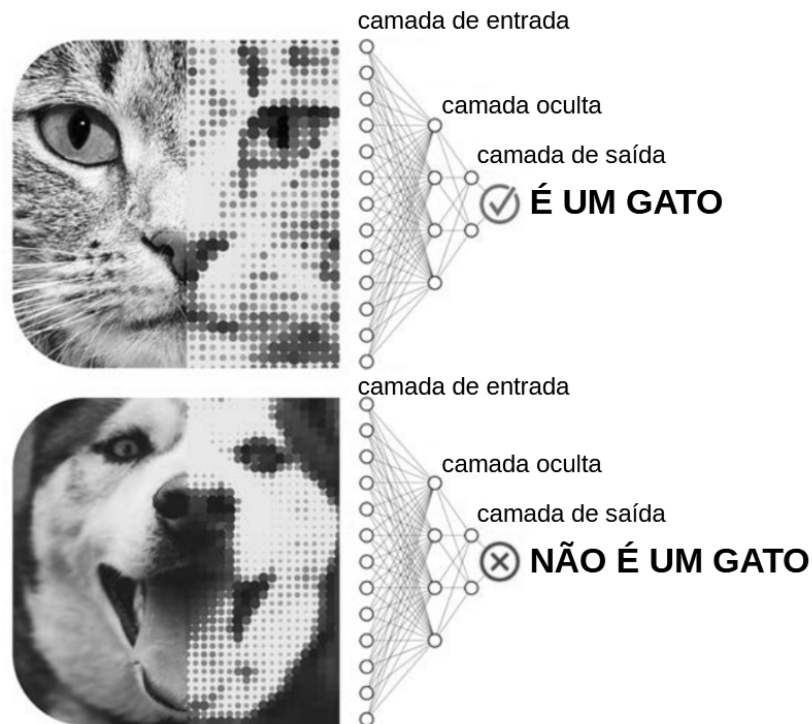 camada de entrada
camada oculta
camada de saída
É UM GATO
camada de entrada
camada oculta
camada de saída
NÃO É UM GATO